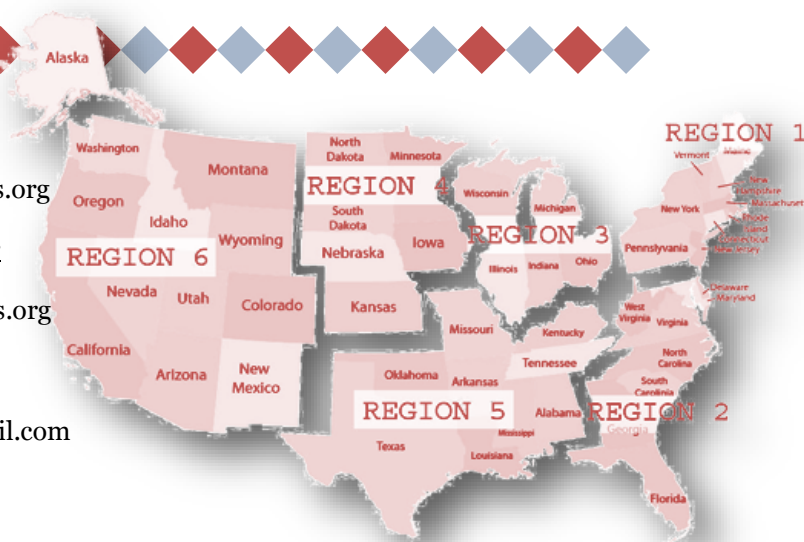 Alaska
REGION 1
Washington
North
Dakota
Minnesota
Vermont
Maine
Montana
s.org
REGION 4
Wisconsin
New
Hampshire
Oregon
Michigan
Massachuset
Idaho
South
Dakota
New York
Rhode
Island
Wyoming
Iowa
REGION 3
Connecticut
REGION 6
Nebraska
Pennslyvania
New Jersey
Illinois
Indiana
Ohio
Nevada
Utah
Delaware
Maryland
s.org
Colorado
Kansas
West
Virginia
Virginia
Missouri
Kentucky
California
North
Carolina
Tennessee
Arizona
New
Mexico
Oklahoma
Arkansas
South
Carolinia
REGION 5
Alabama
REGION 2
Georgia
il.com
Mississippi
Texas
Louisiana
Florida